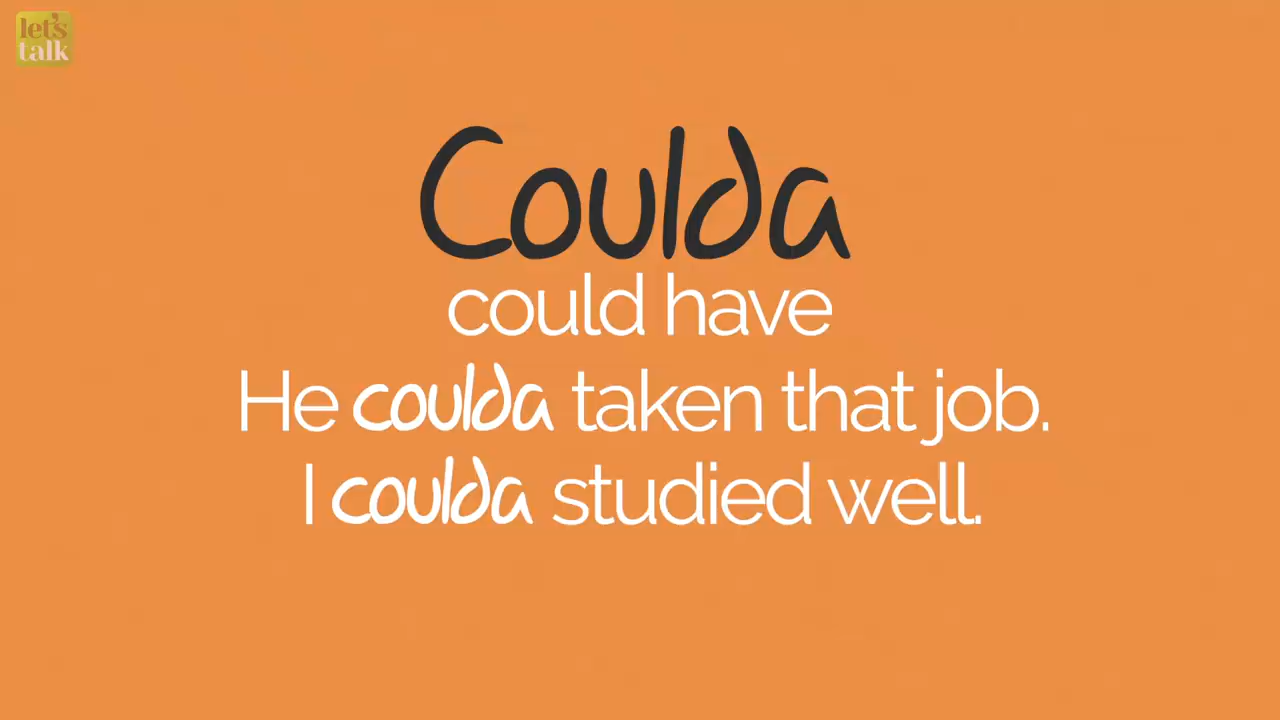 let's
talk
Coulda
could have
He coulda taken that job.
I coulda studied well.